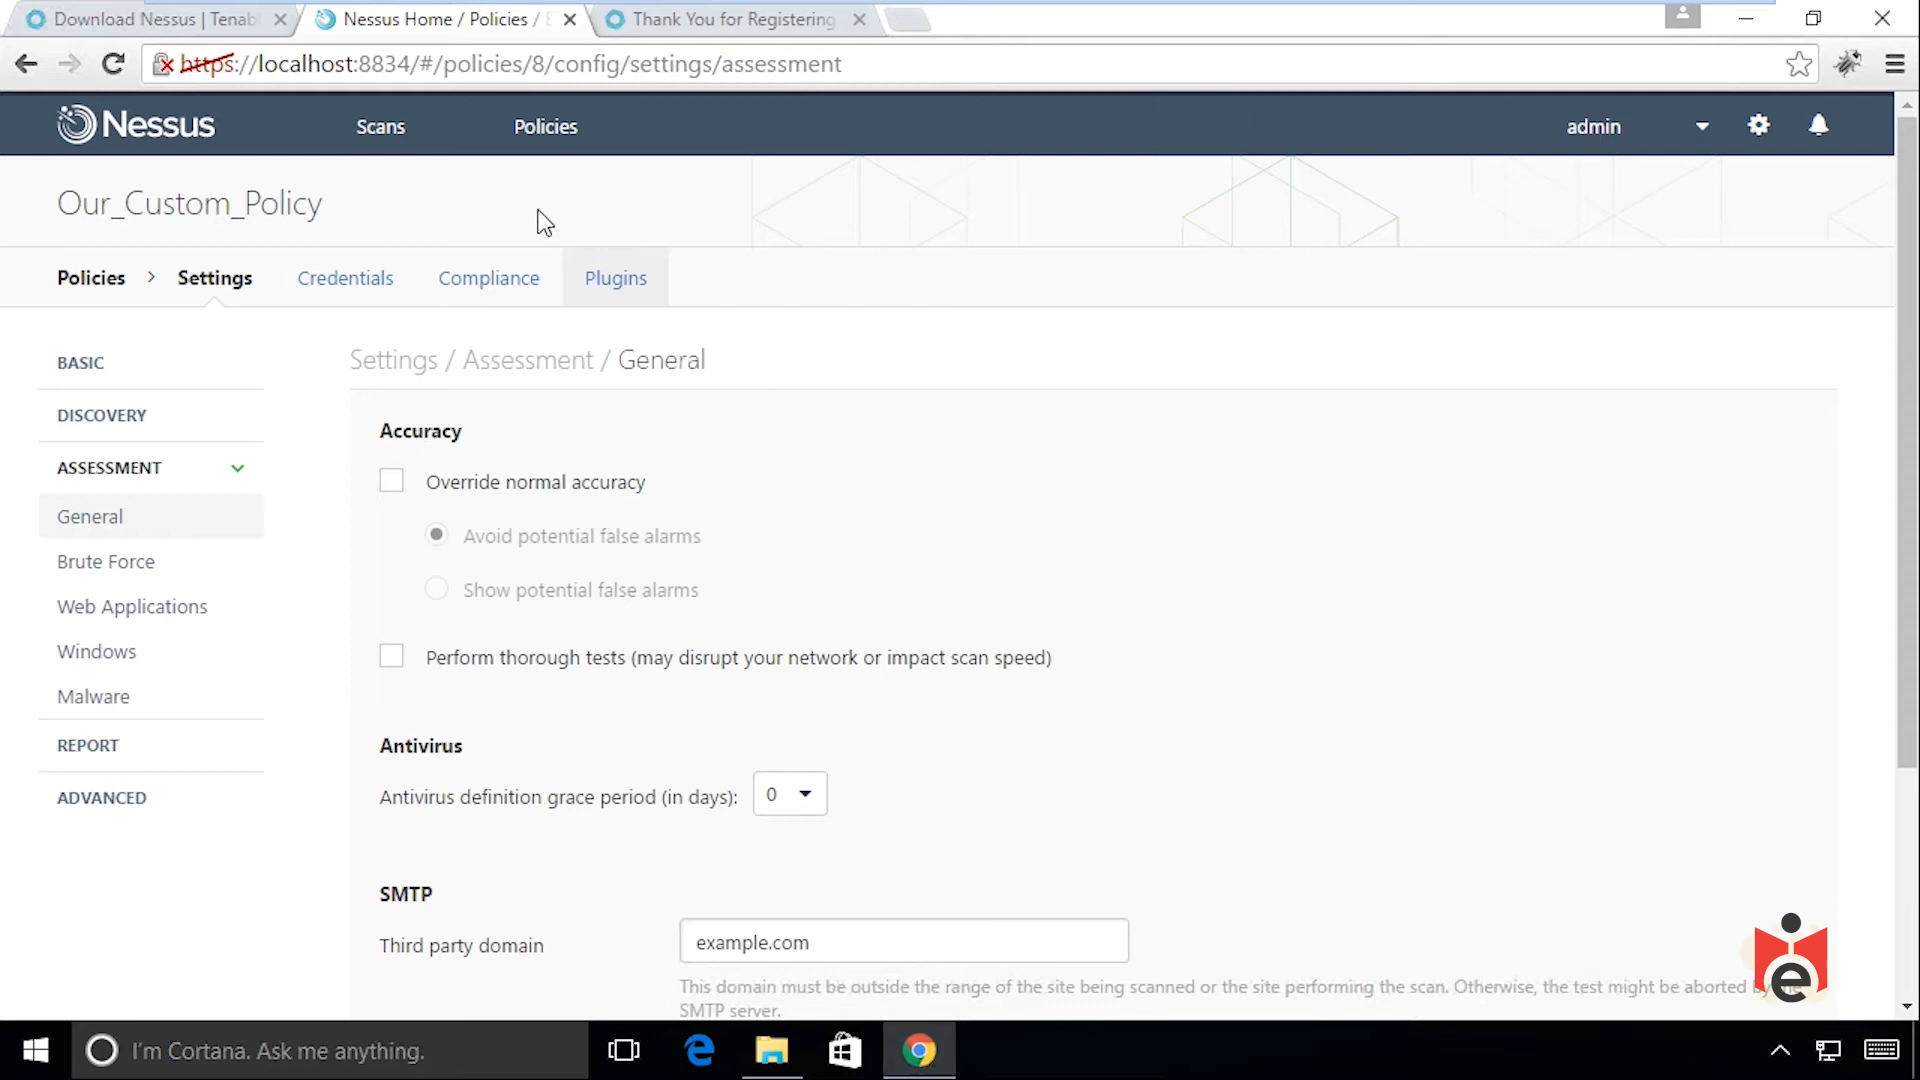 Download Nessus | Tenab
Nessus Home / Policies /
Thank You for Registering
https://localhost:8834/#/policies/8/config/settings/assessment
Nessus
Scans
Policies
admin
Our_Custom_Policy
Policies > Settings
Credentials
Compliance
Plugins
BASIC
DISCOVERY
ASSESSMENT
General
Brute Force
Web Applications
Windows
Malware
REPORT
ADVANCED
Settings / Assessment / General
Accuracy
Override normal accuracy
Avoid potential false alarms
Show potential false alarms
Perform thorough tests (may disrupt your network or impact scan speed)
Antivirus
Antivirus definition grace period (in days): 0
SMTP
Third party domain
example.com
This domain must be outside the range of the site being scanned or the site performing the scan. Otherwise, the test might be aborted
SMTP server.
e
I'm Cortana. Ask me anything.